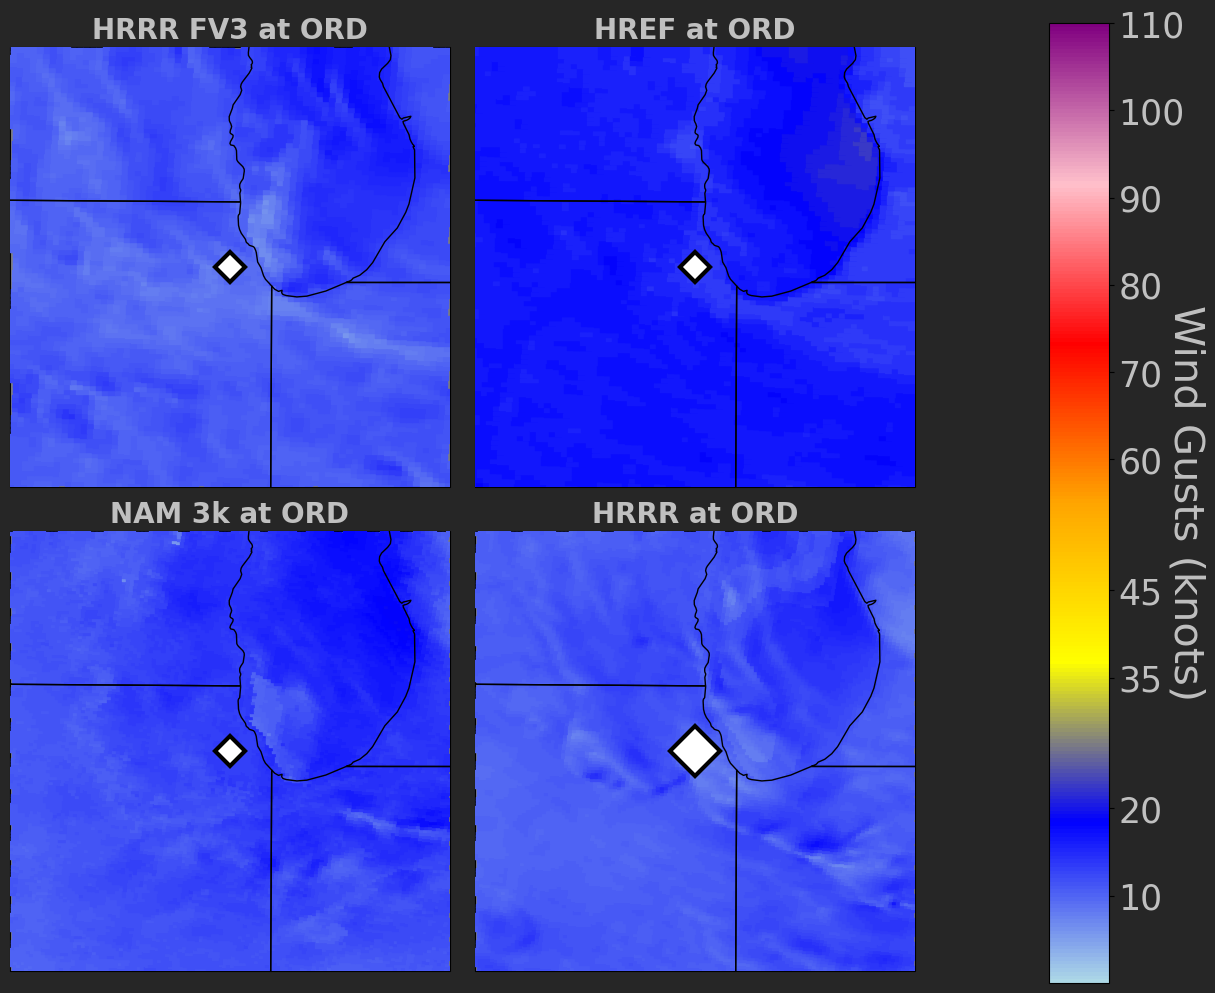 HRRR FV3 at ORD
HREF at ORD
NAM 3k at ORD
HRRR at ORD
110
100
90
80
70
60
45
35
20
10
Wind Gusts (knots)